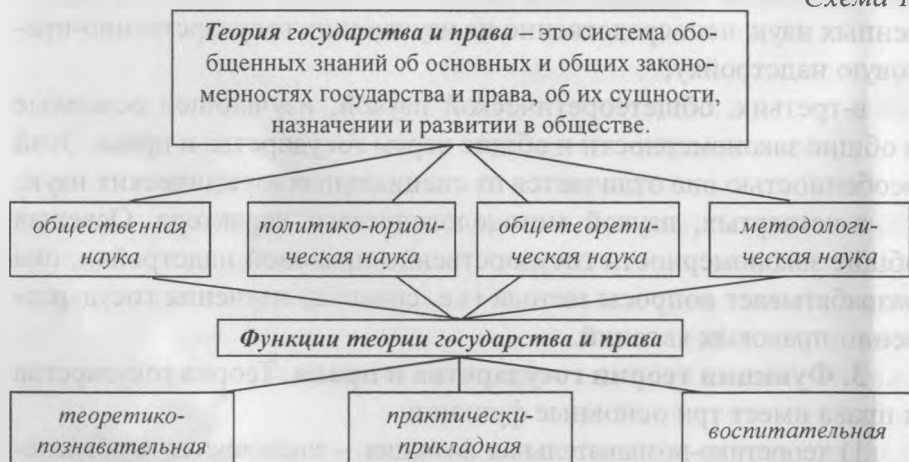 Схема 1
Теория государства и права – это система обо-
бщенных знаний об основных и общих законо-
мерностях государства и права, об их сущности,
назначении и развитии в обществе.
общественная
наука
политико-юриди-
ческая наука
общетеорети-
ческая наука
методологи-
ческая наука
Функции теории государства и права
теоретико-
познавательная
практически-
прикладная
воспитательная